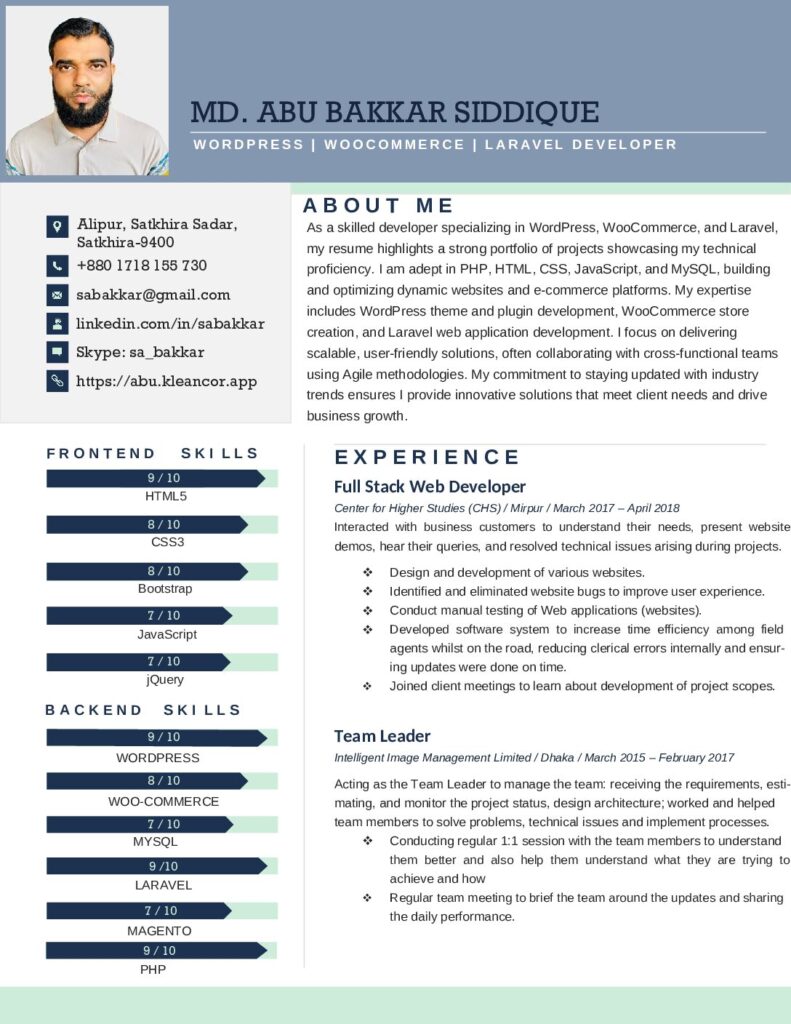 MD. ABU BAKKAR SIDDIQUE
WORDPRESS | WOOCOMMERCE | LARAVEL DEVELOPER
Alipur, Satkhira Sadar,
Satkhira-9400
+880 1718 155 730
sabakkar@gmail.com
linkedin.com/in/sabakkar
Skype: sa_bakkar
https://abu.kleancor.app
ABOUT ME
As a skilled developer specializing in WordPress, WooCommerce, and Laravel,
my resume highlights a strong portfolio of projects showcasing my technical
proficiency. I am adept in PHP, HTML, CSS, JavaScript, and MySQL, building
and optimizing dynamic websites and e-commerce platforms. My expertise
includes WordPress theme and plugin development, WooCommerce store
creation, and Laravel web application development. I focus on delivering
scalable, user-friendly solutions, often collaborating with cross-functional teams
using Agile methodologies. My commitment to staying updated with industry
trends ensures I provide innovative solutions that meet client needs and drive
business growth.
FRONTEND SKILLS
9 / 10
HTML5
8 / 10
CSS3
8 / 10
Bootstrap
7 / 10
JavaScript
7 / 10
jQuery
BACKEND SKILLS
9 / 10
WORDPRESS
8 / 10
WOO-COMMERCE
7 / 10
MYSQL
9 /10
LARAVEL
7 / 10
MAGENTO
9 / 10
PHP
EXPERIENCE
Full Stack Web Developer
Center for Higher Studies (CHS) / Mirpur / March 2017 – April 2018
Interacted with business customers to understand their needs, present website
demos, hear their queries, and resolved technical issues arising during projects.
❖ Design and development of various websites.
❖ Identified and eliminated website bugs to improve user experience.
❖ Conduct manual testing of Web applications (websites).
❖ Developed software system to increase time efficiency among field
agents whilst on the road, reducing clerical errors internally and ensur-
ing updates were done on time.
❖ Joined client meetings to learn about development of project scopes.
Team Leader
Intelligent Image Management Limited / Dhaka / March 2015 – February 2017
Acting as the Team Leader to manage the team: receiving the requirements, esti-
mating, and monitor the project status, design architecture; worked and helped
team members to solve problems, technical issues and implement processes.
❖ Conducting regular 1:1 session with the team members to understand
them better and also help them understand what they are trying to
achieve and how
❖ Regular team meeting to brief the team around the updates and sharing
the daily performance.